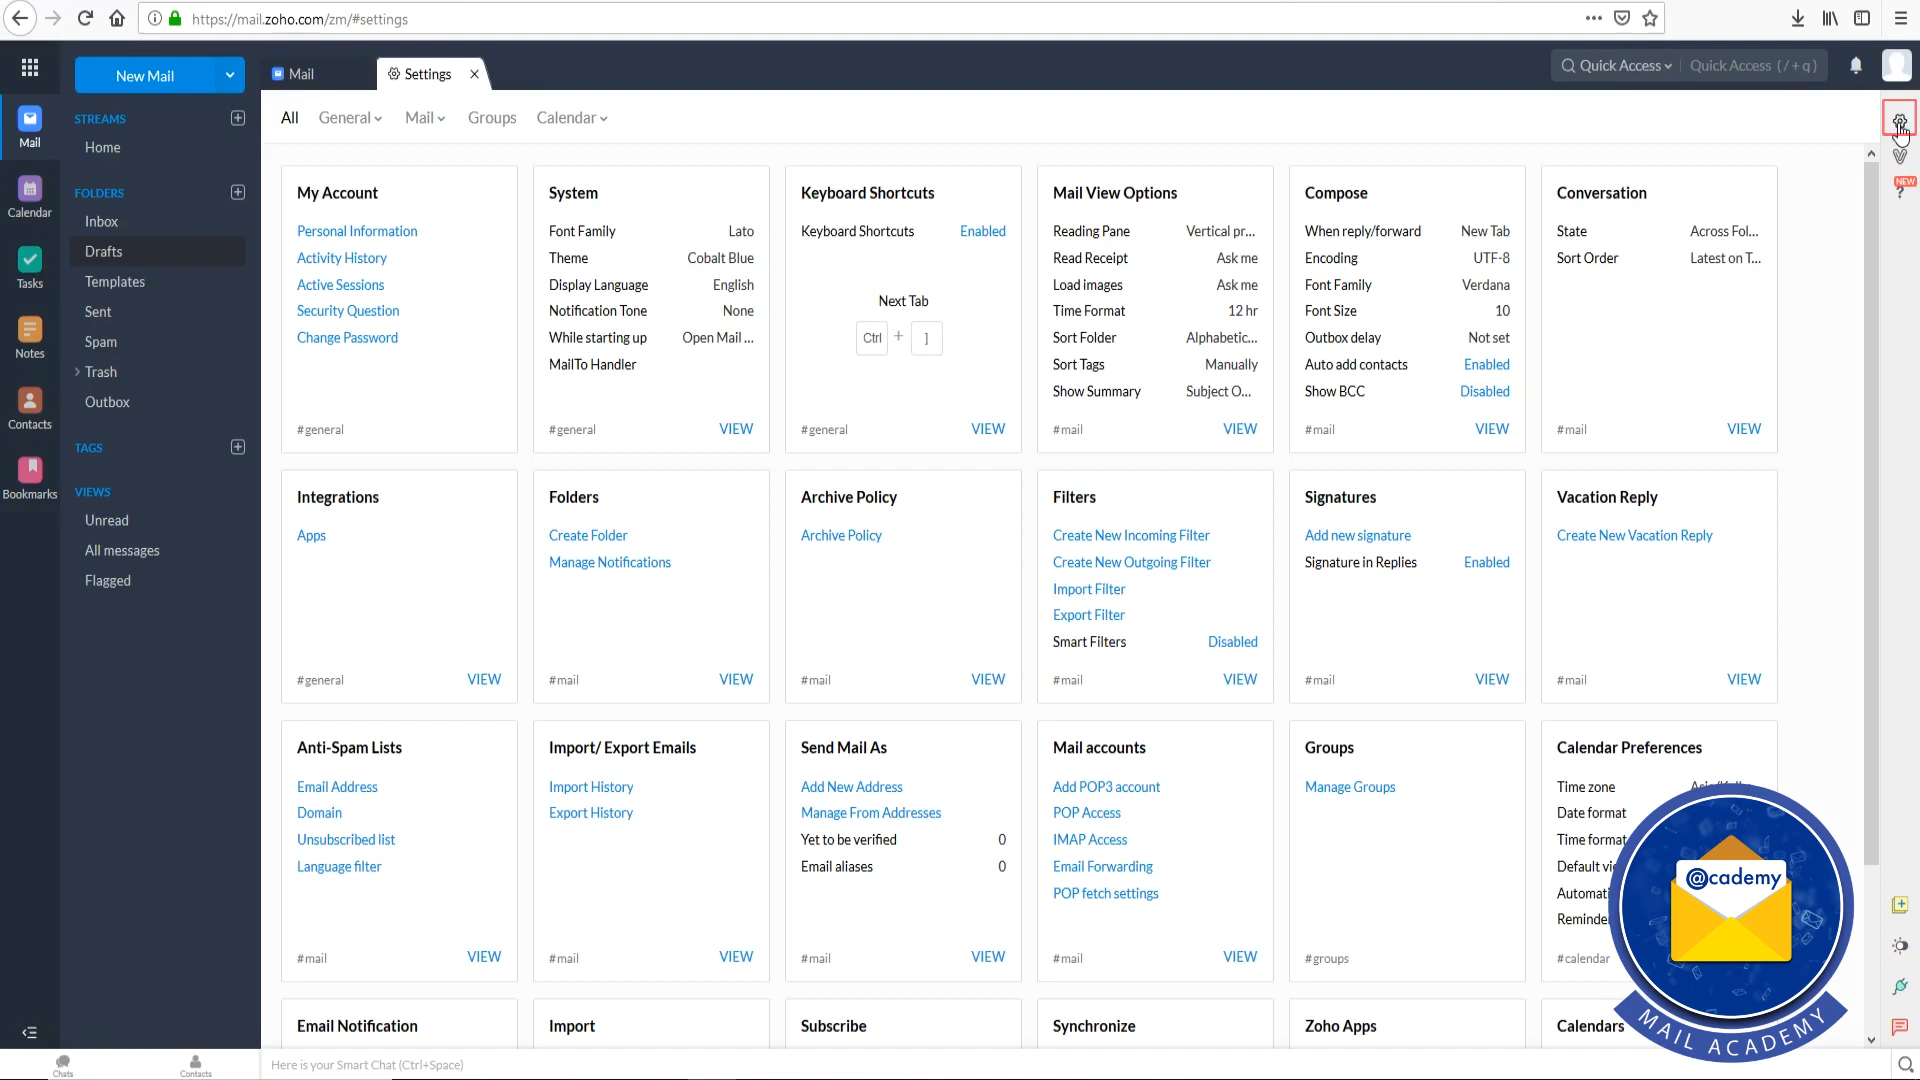 https://mail.zoho.com/zm/#settings
New Mail
Mail
Settings
Quick Access
Quick Access ( / + q )
Mail
Calendar
Tasks
Notes
Contacts
Bookmarks
STREAMS
Home
FOLDERS
Inbox
Drafts
Templates
Sent
Spam
Trash
Outbox
TAGS
VIEWS
Unread
All messages
Flagged
All General Mail Groups Calendar
NEW
?
My Account
Personal Information
Activity History
Active Sessions
Security Question
Change Password
#general
System
Font Family Lato
Theme Cobalt Blue
Display Language English
Notification Tone None
While starting up Open Mail ...
MailTo Handler
#general VIEW
Keyboard Shortcuts
Keyboard Shortcuts Enabled
Next Tab
Ctrl + ]
#general VIEW
Mail View Options
Reading Pane Vertical pr...
Read Receipt Ask me
Load images Ask me
Time Format 12 hr
Sort Folder Alphabetic...
Sort Tags Manually
Show Summary Subject O...
#mail VIEW
Compose
When reply/forward New Tab
Encoding UTF-8
Font Family Verdana
Font Size 10
Outbox delay Not set
Auto add contacts Enabled
Show BCC Disabled
#mail VIEW
Conversation
State Across Fol...
Sort Order Latest on T...
#mail VIEW
Integrations
Apps
#general VIEW
Folders
Create Folder
Manage Notifications
#mail VIEW
Archive Policy
Archive Policy
#mail VIEW
Filters
Create New Incoming Filter
Create New Outgoing Filter
Import Filter
Export Filter
Smart Filters Disabled
#mail VIEW
Signatures
Add new signature
Signature in Replies Enabled
#mail VIEW
Vacation Reply
Create New Vacation Reply
#mail VIEW
Anti-Spam Lists
Email Address
Domain
Unsubscribed list
Language filter
#mail VIEW
Import/ Export Emails
Import History
Export History
#mail VIEW
Send Mail As
Add New Address
Manage From Addresses
Yet to be verified 0
Email aliases 0
#mail VIEW
Mail accounts
Add POP3 account
POP Access
IMAP Access
Email Forwarding
POP fetch settings
#mail VIEW
Groups
Manage Groups
#groups
Calendar Preferences
Time zone
Date format
Time format
Default vi
Automati
Reminde
#calendar
Email Notification
Import
Subscribe
Synchronize
Zoho Apps
Calendars
@cademy
MAIL ACADEMY
Chats
Contacts
Here is your Smart Chat (Ctrl+Space)